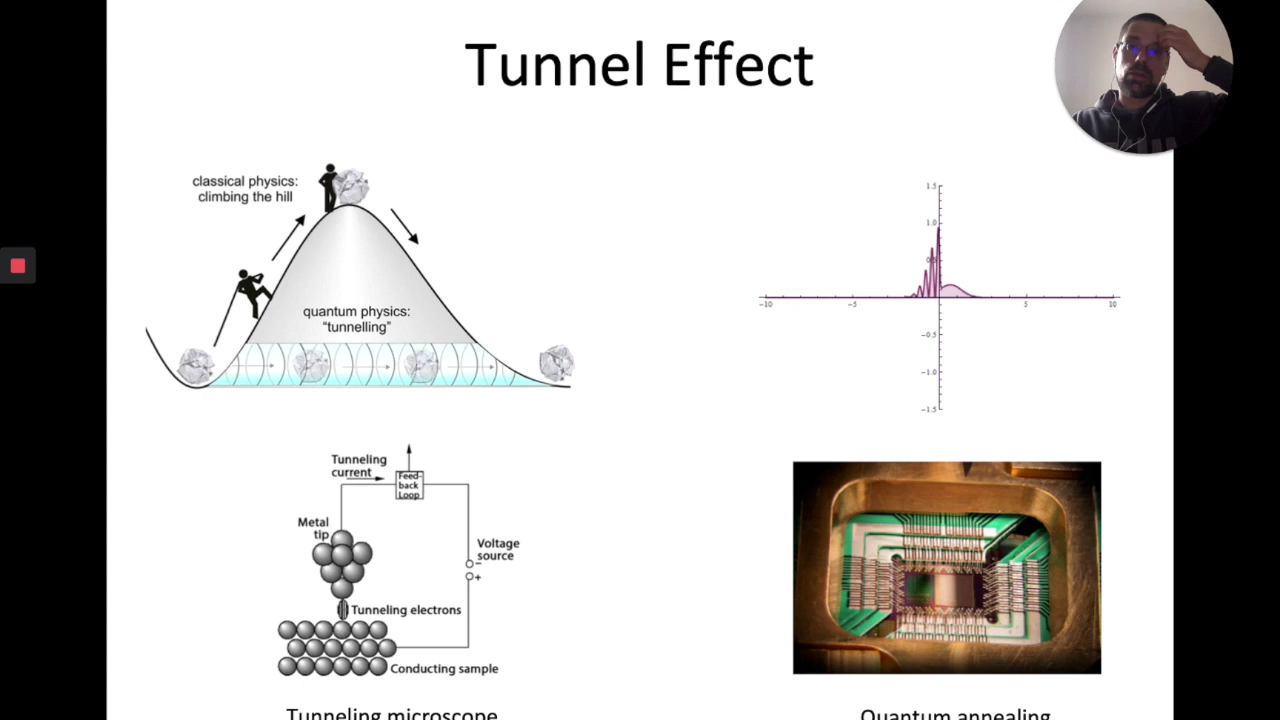 Tunnel Effect
classical physics:
climbing the hill
quantum physics:
"tunnelling"
1.5
1.0
-10
-5
5
10
-0.5
-1.0
-1.5
Tunneling
current
Feed-
back
Loop
Metal
tip
Voltage
source
-
+
Tunneling electrons
Conducting sample
Tunneling microscope
Quantum annealing